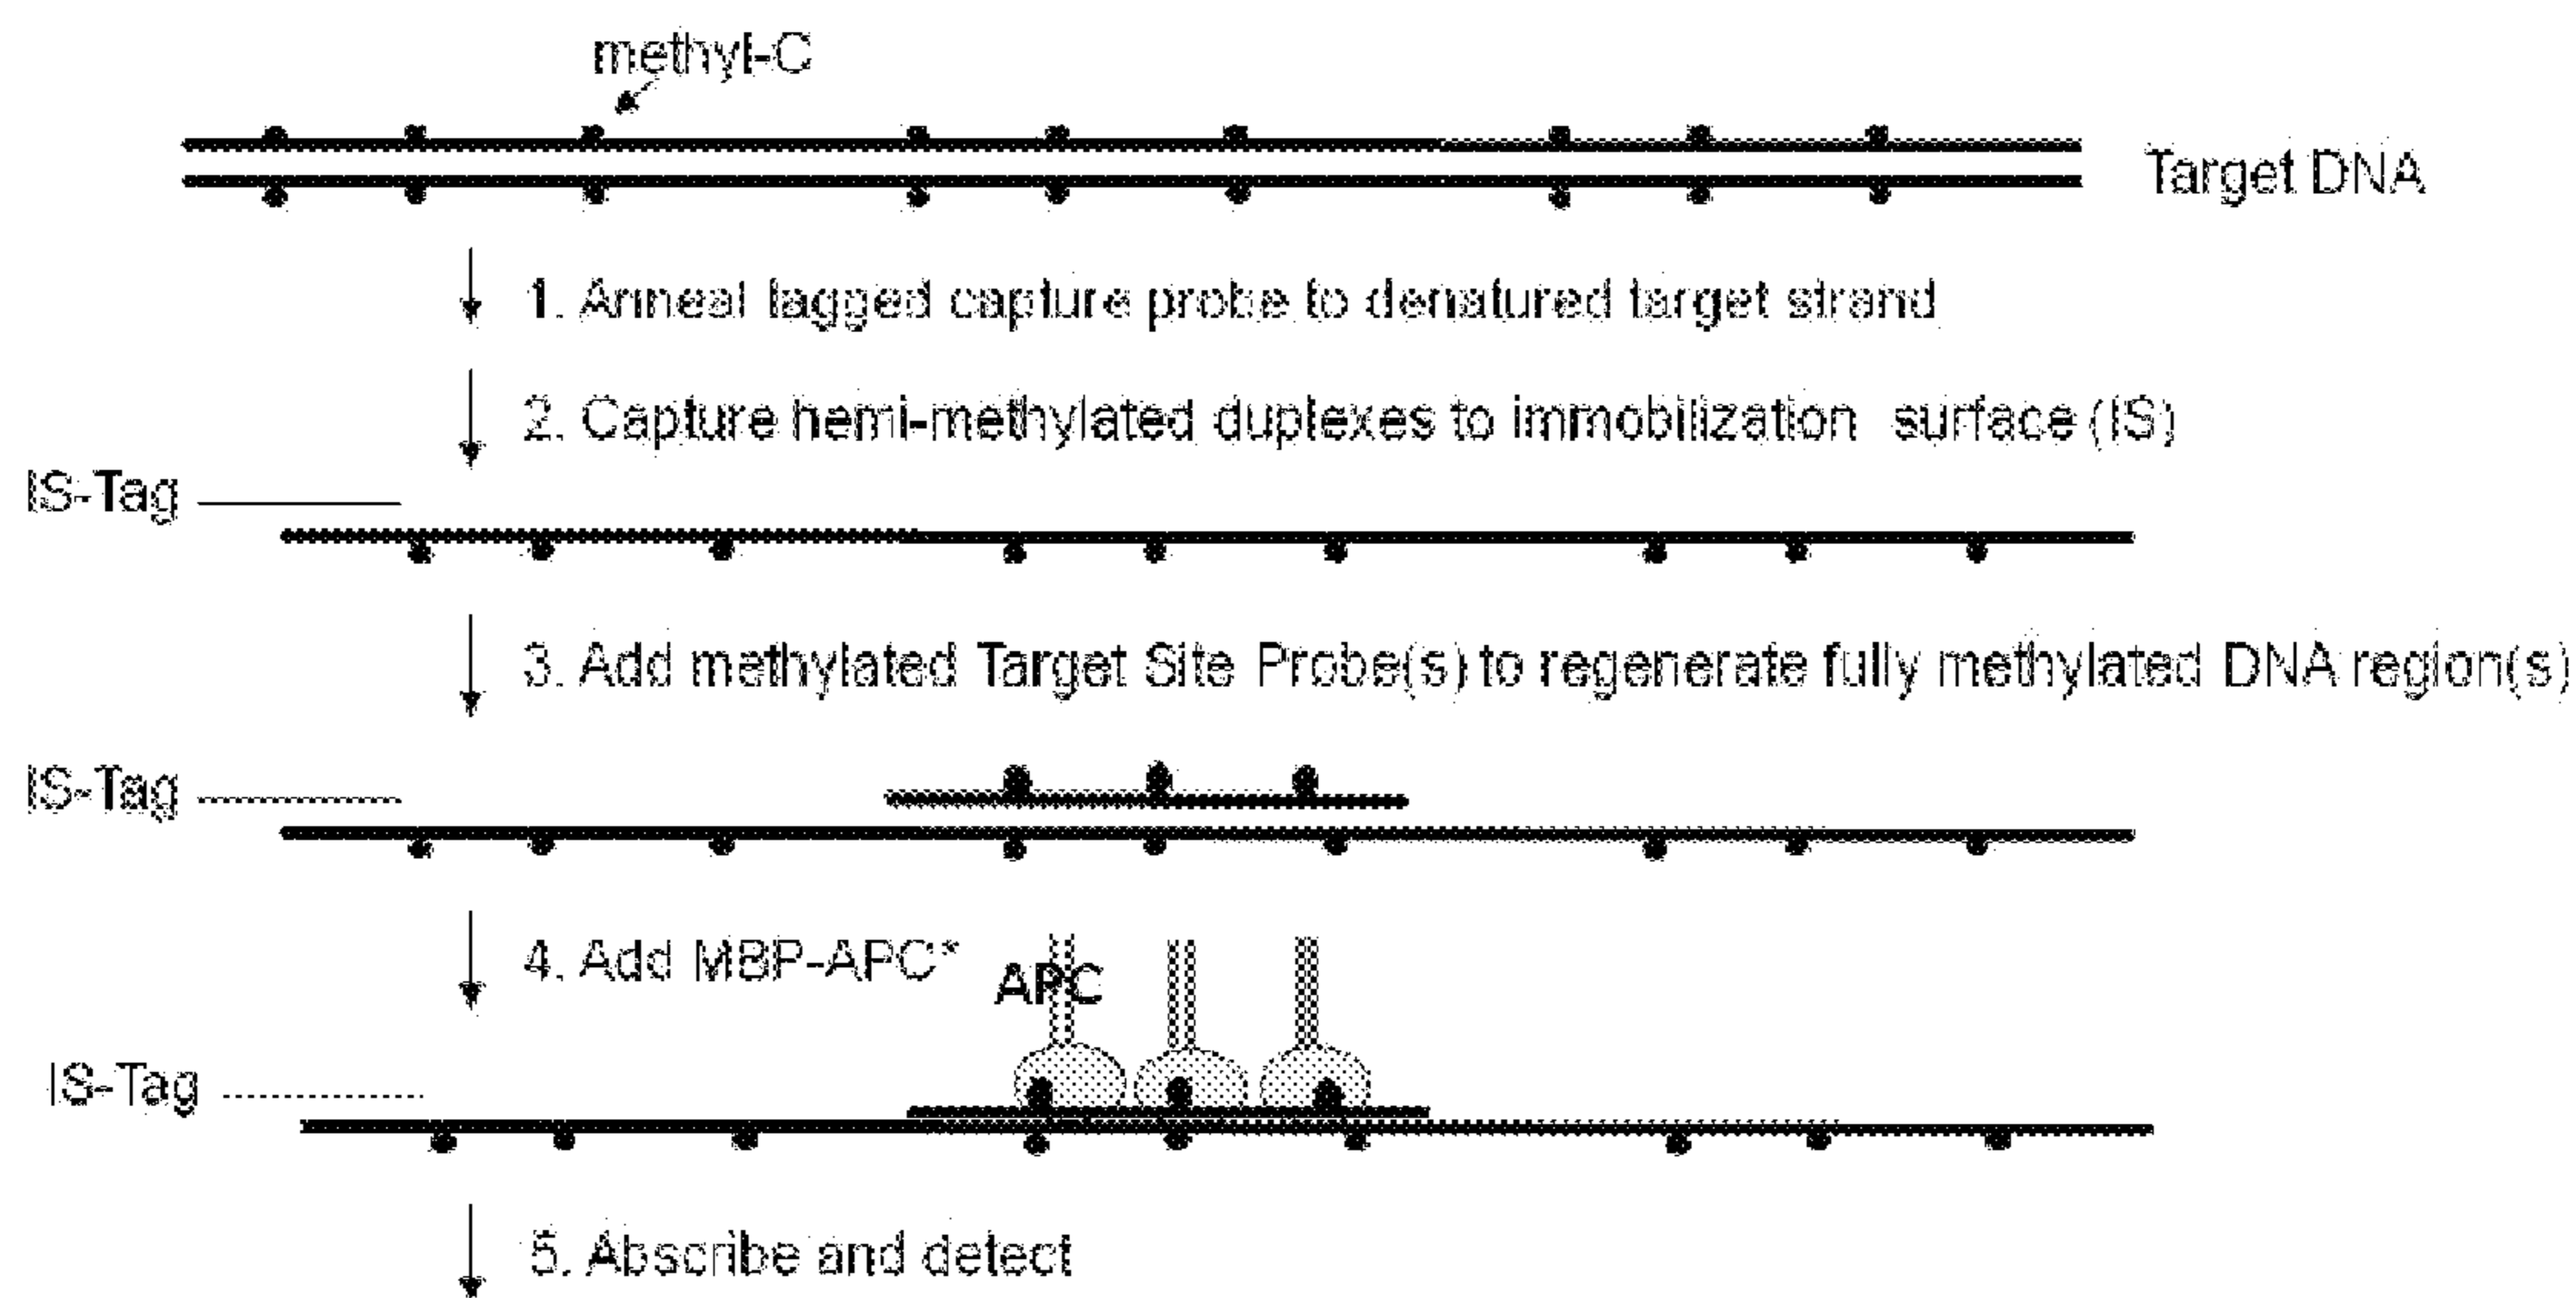 methyl-C
Target DNA
1. Anneal tagged capture probe to denatured target strand
2. Capture hemi-methylated duplexes to immobilization surface (IS)
IS-Tag
3. Add methylated Target Site Probe(s) to regenerate fully methylated DNA region(s)
IS-Tag
4. Add MBP-APC*
APC
IS-Tag
5. Abscribe and detect